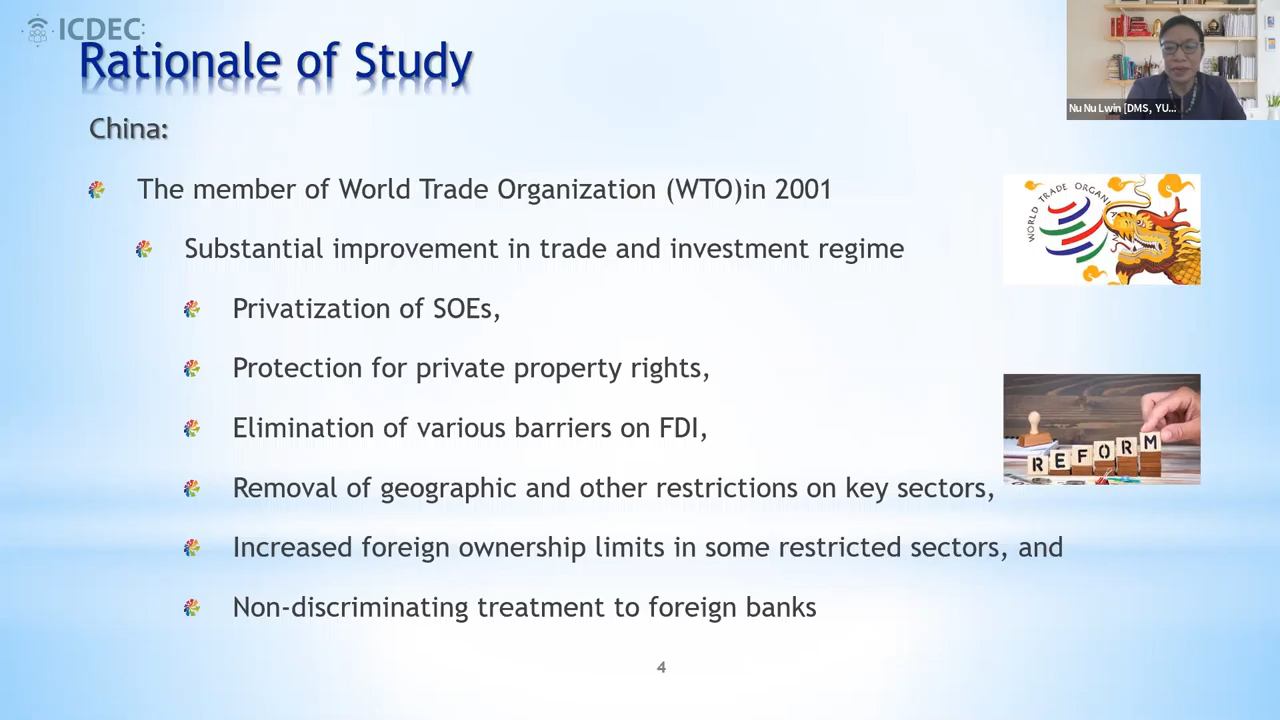 ICDEC:
Rationale of Study
Nu Nu Lwin [DMS, YU...
China:
The member of World Trade Organization (WTO)in 2001
WORLD TRADE ORGANI
Substantial improvement in trade and investment regime
Privatization of SOEs,
Protection for private property rights,
Elimination of various barriers on FDI,
REFORM
Removal of geographic and other restrictions on key sectors,
Increased foreign ownership limits in some restricted sectors, and
Non-discriminating treatment to foreign banks
4